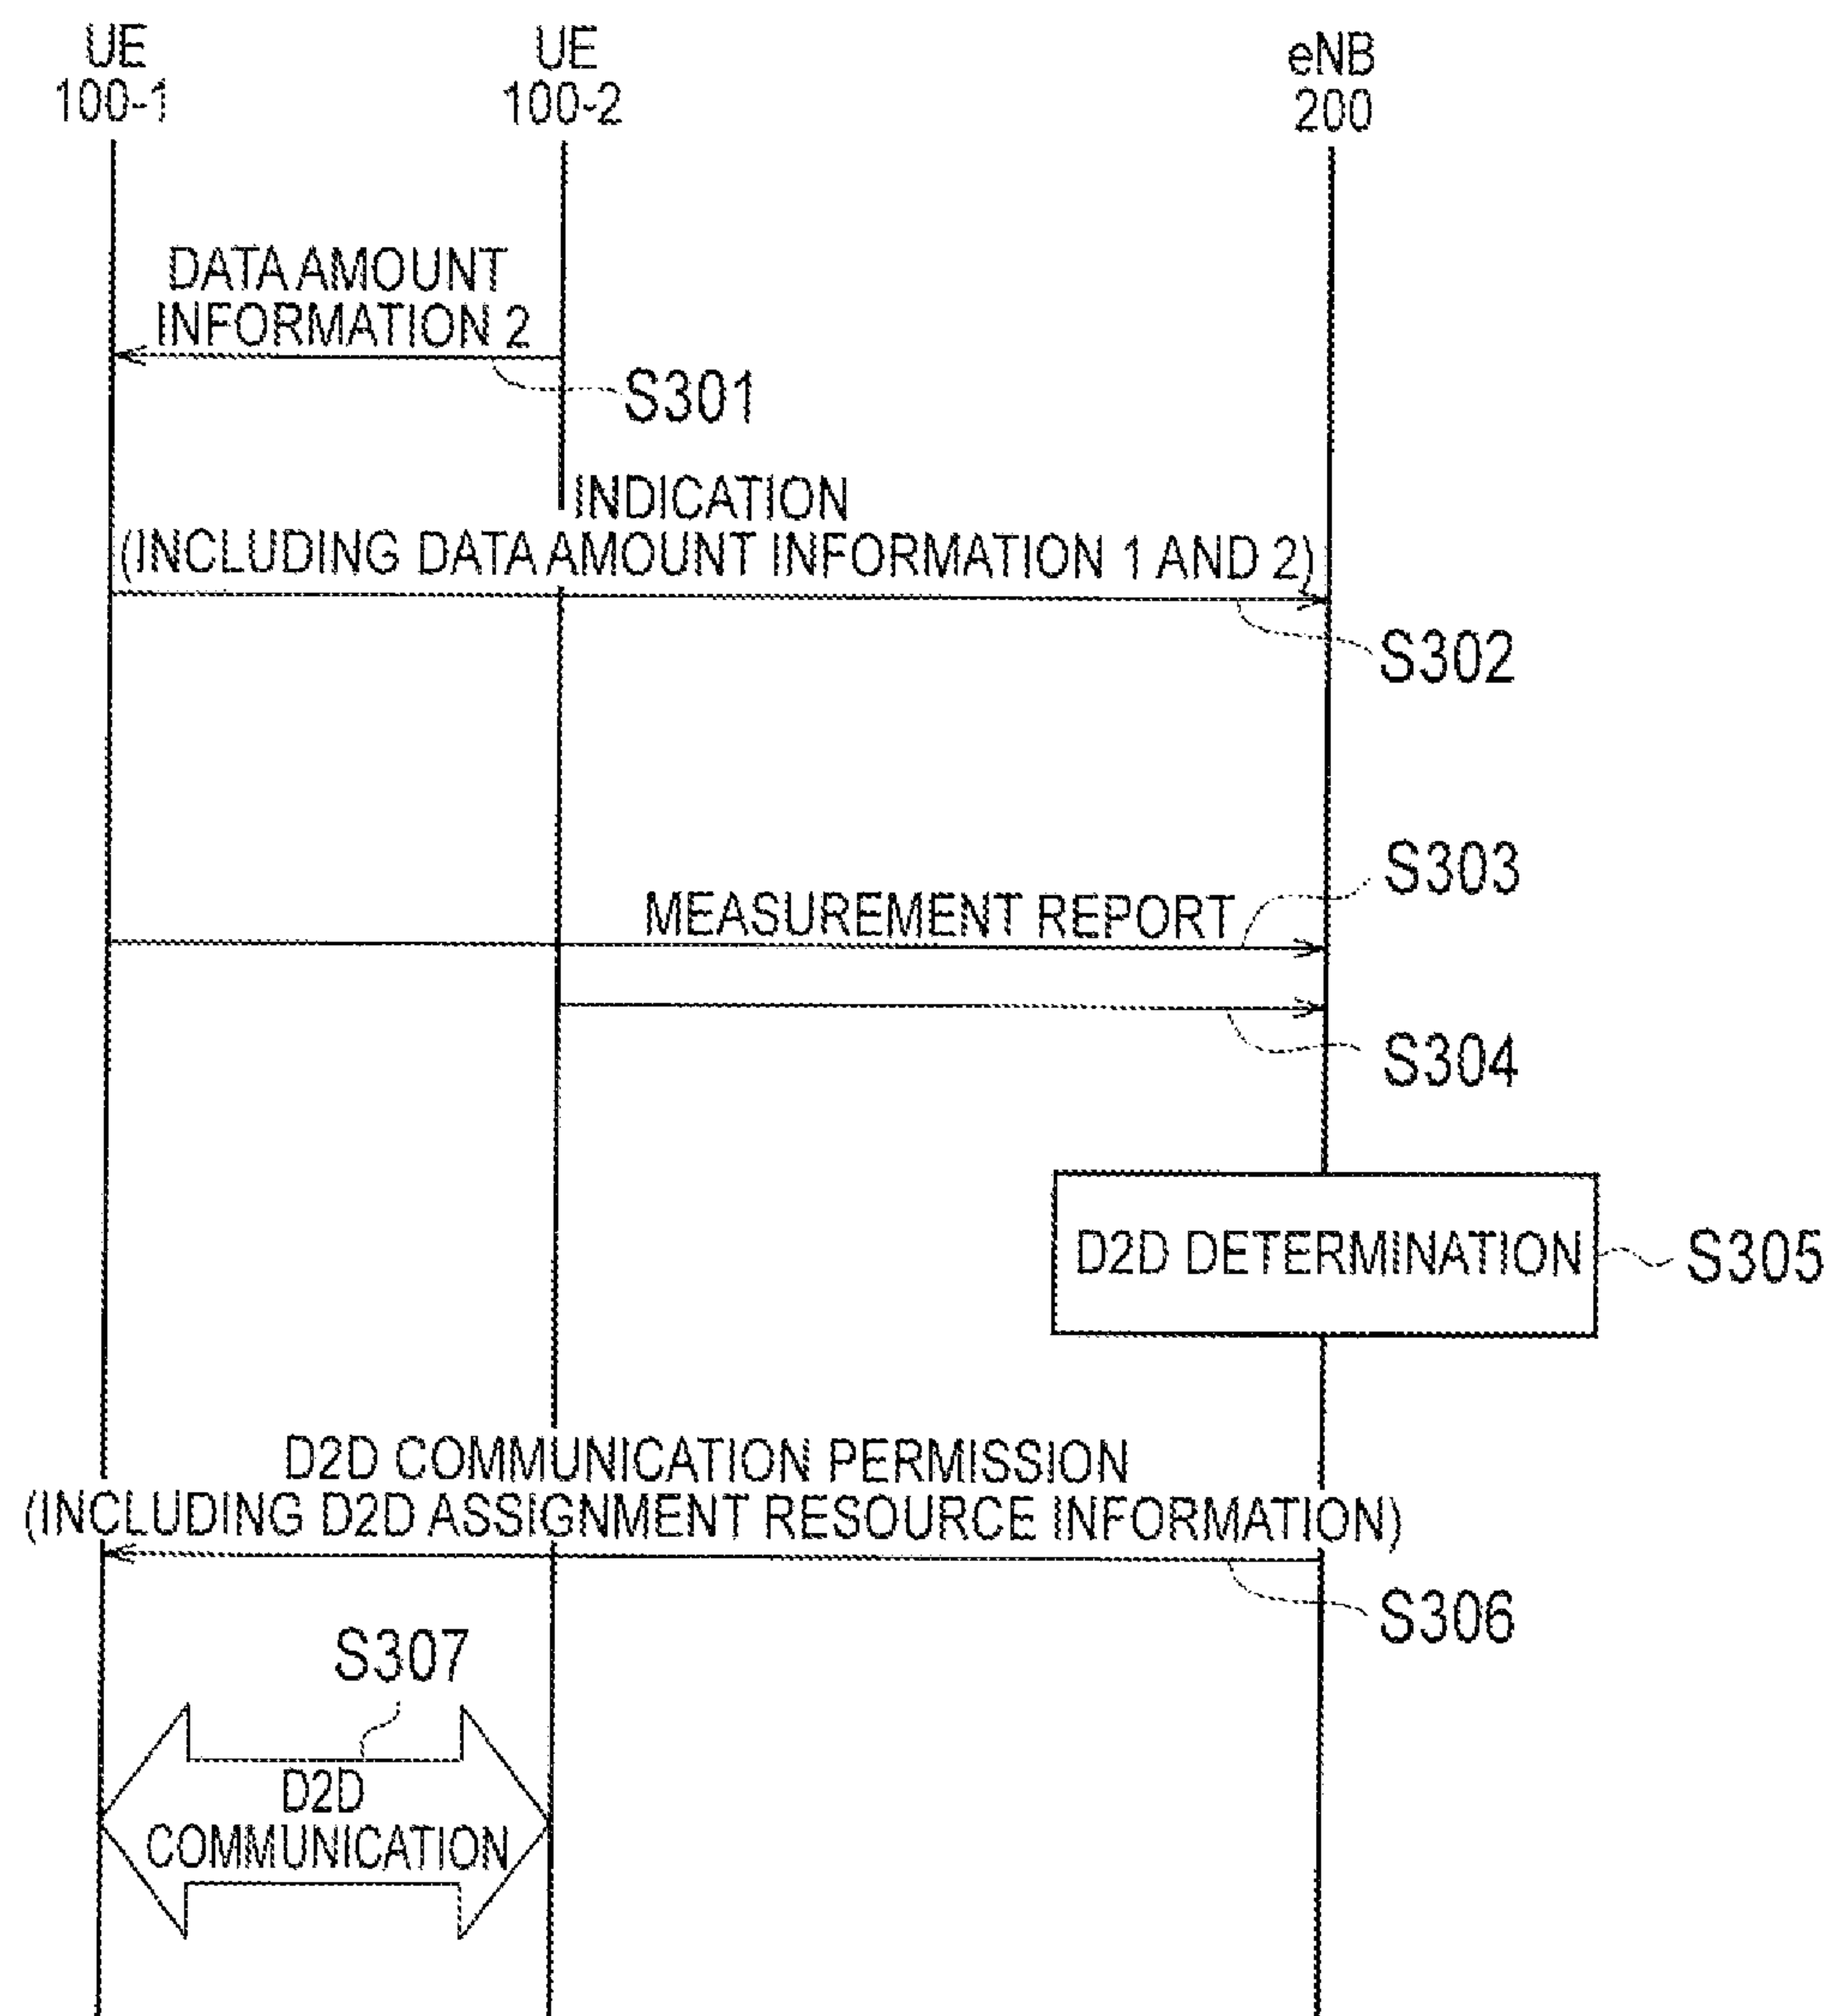 UE
100-1
UE
100-2
eNB
200
DATA AMOUNT
INFORMATION 2
S301
INDICATION
(INCLUDING DATA AMOUNT INFORMATION 1 AND 2)
S302
S303
MEASUREMENT REPORT
S304
D2D DETERMINATION
S305
D2D COMMUNICATION PERMISSION
(INCLUDING D2D ASSIGNMENT RESOURCE INFORMATION)
S306
S307
D2D
COMMUNICATION